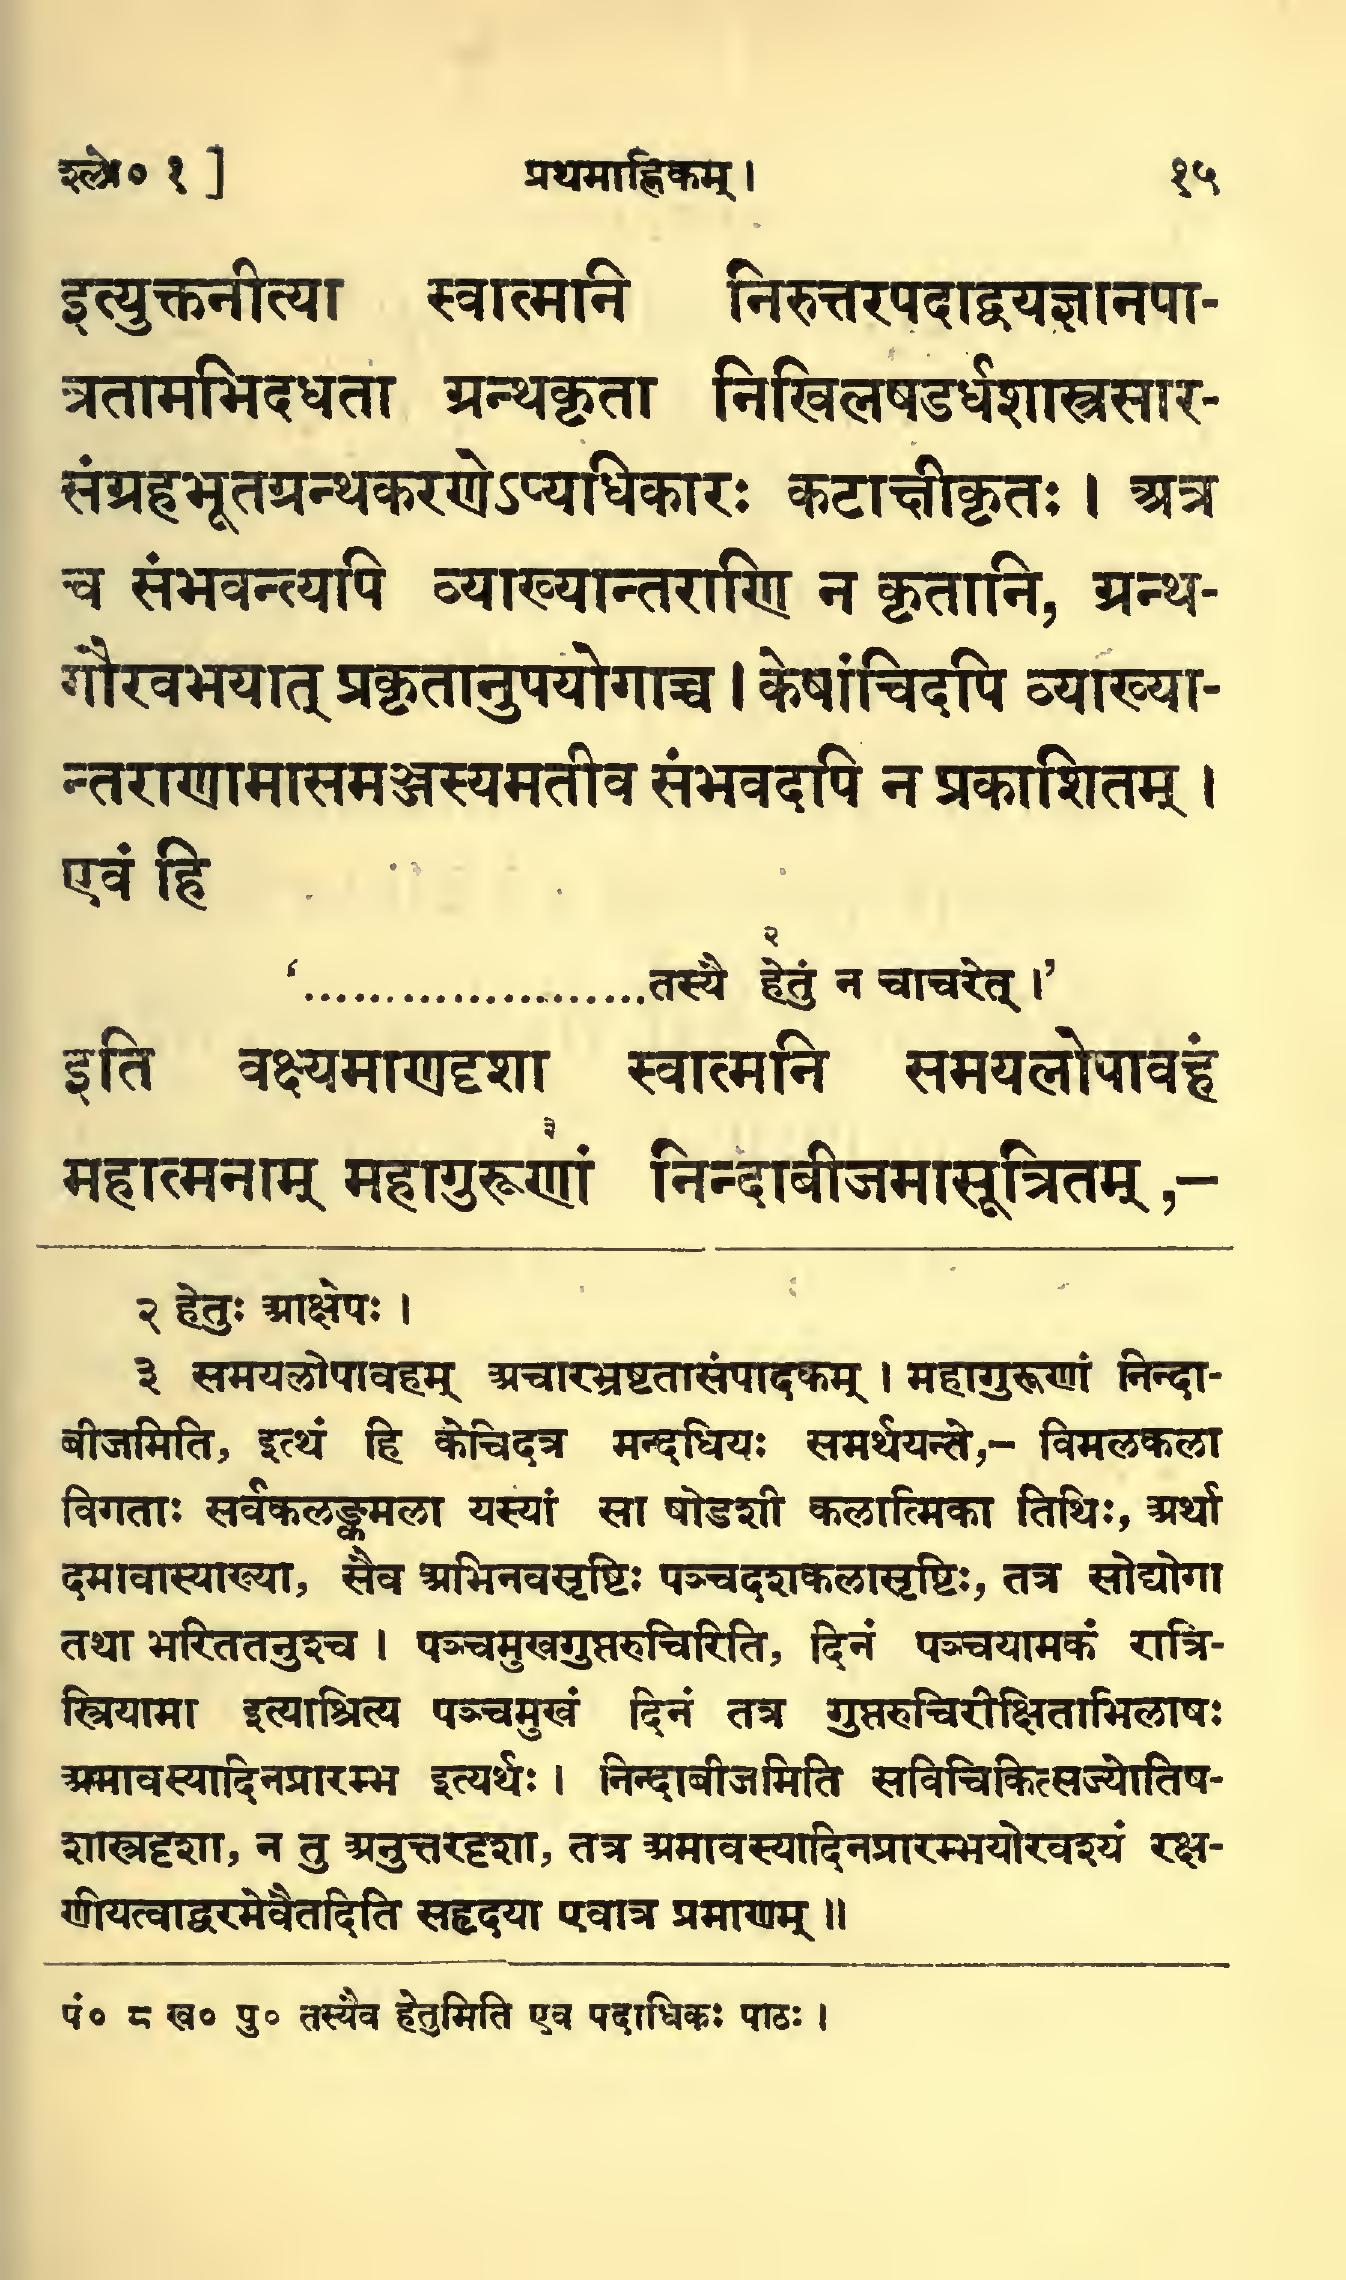 श्लो० १ ] प्रथमाह्निकम् । १५
इत्युक्तनीत्या स्वात्मनि निरुत्तरपदाद्वयज्ञानपा-
त्रतामभिदधता ग्रन्थकृता निखिलषडर्धशास्त्रसार-
संग्रहभूतग्रन्थकरणेऽप्यधिकारः कटाक्षीकृतः । अत्र
च संभवन्त्यपि व्याख्यान्तराणि न कृतानि, ग्रन्थ-
गौरवभयात् प्रकृतानुपयोगाच्च । केषांचिदपि व्याख्या-
न्तराणामासमञ्जस्यमतीव संभवदपि न प्रकाशितम् ।
एवं हि
‘........................तस्यै हेतुं२ न चाचरेत् ।’
इति वक्ष्यमाणदृशा स्वात्मनि समयलोपावहं
महात्मनाम् महागुरूणां३ निन्दाबीजमासूत्रितम् ,–
२ हेतुः आक्षेपः ।
३ समयलोपावहम् अचारभ्रष्टतासंपादकम् । महागुरूणां निन्दा-
बीजमिति, इत्थं हि केचिदत्र मन्दधियः समर्थयन्ते,– विमलकला
विगताः सर्वकलङ्कमला यस्यां सा षोडशी कलात्मिका तिथिः, अर्था
दमावास्याख्या, सैव अभिनवसृष्टिः पञ्चदशकलासृष्टिः, तत्र सोद्योगा
तथा भरिततनुश्च । पञ्चमुखगुप्तरुचिरिति, दिनं पञ्चयामकं रात्रि-
स्त्रियामा इत्याश्रित्य पञ्चमुखं दिनं तत्र गुप्तरुचिरीक्षिताभिलाषः
अमावस्यादिनप्रारम्भ इत्यर्थः । निन्दाबीजमिति सविचिकित्सज्योतिष-
शास्त्रदृशा, न तु अनुत्तरदृशा, तत्र अमावस्यादिनप्रारम्भयोरवश्यं रक्ष-
णीयत्वाद्वरमेवैतदिति सहृदया एवात्र प्रमाणम् ॥
पं० ८ ख० पु० तस्यैव हेतुमिति एव पदाधिकः पाठः ।